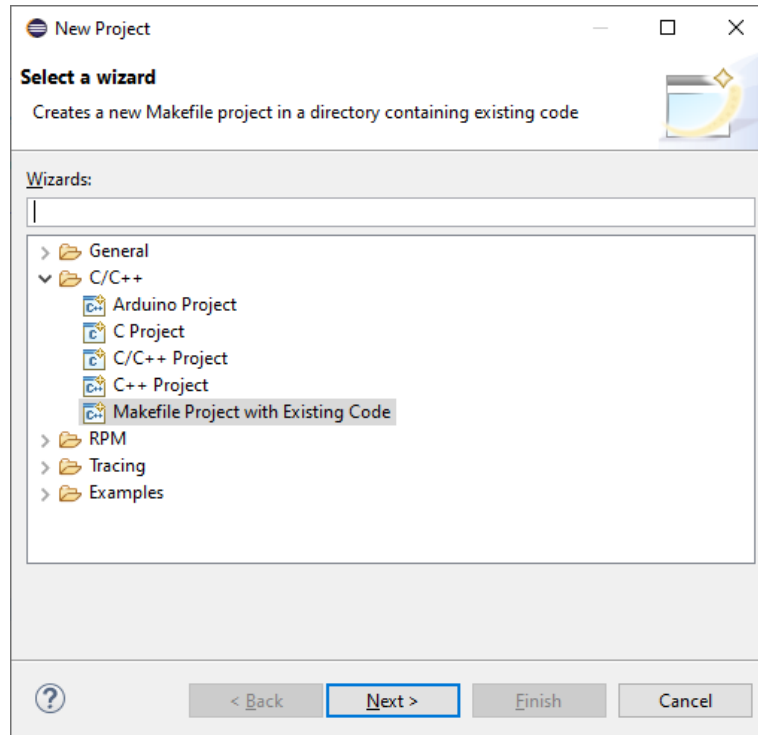 New Project
Select a wizard
Creates a new Makefile project in a directory containing existing code
Wizards:
General
C/C++
Arduino Project
C Project
C/C++ Project
C++ Project
Makefile Project with Existing Code
RPM
Tracing
Examples
< Back Next > Finish Cancel